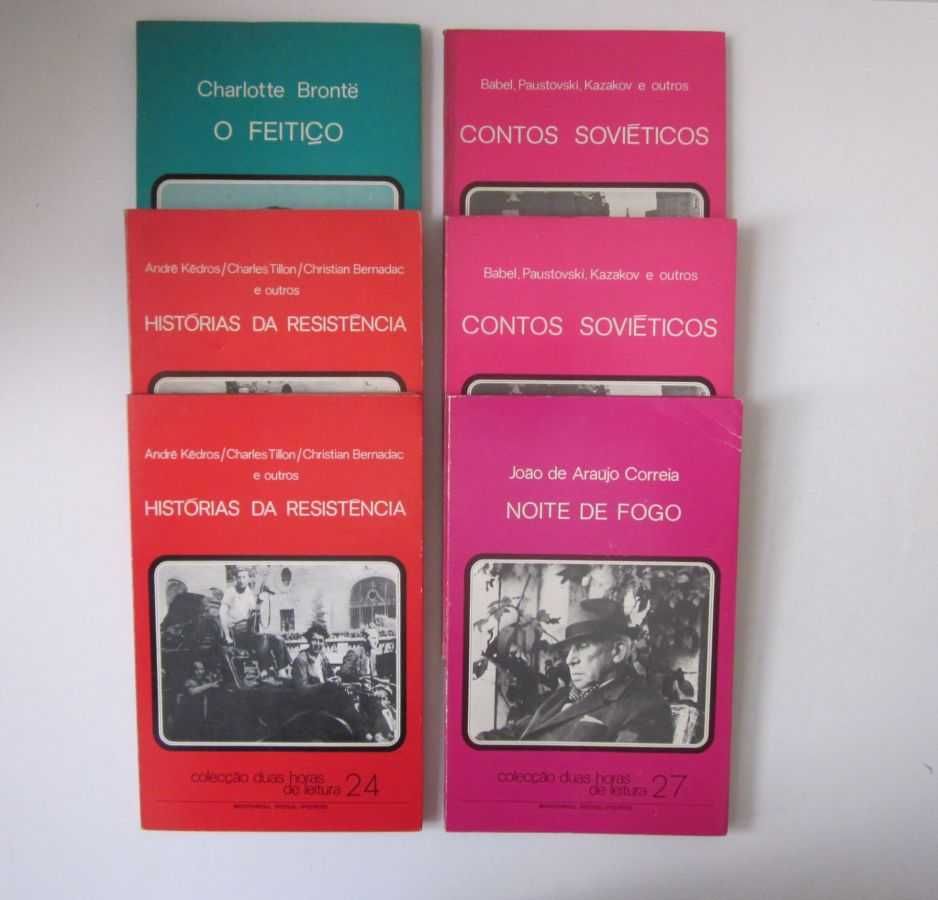 Charlotte Brontë
O FEITIÇO
Babel, Paustovski, Kazakov e outros
CONTOS SOVIÉTICOS
André Kédros/Charles Tillon/Christian Bernadac
e outros
HISTÓRIAS DA RESISTÊNCIA
Babel, Paustovski, Kazakov e outros
CONTOS SOVIÉTICOS
André Kédros/Charles Tillon/Christian Bernadac
e outros
HISTÓRIAS DA RESISTÊNCIA
colecção duas horas
de leitura 24
João de Araújo Correia
NOITE DE FOGO
colecção duas horas
de leitura 27